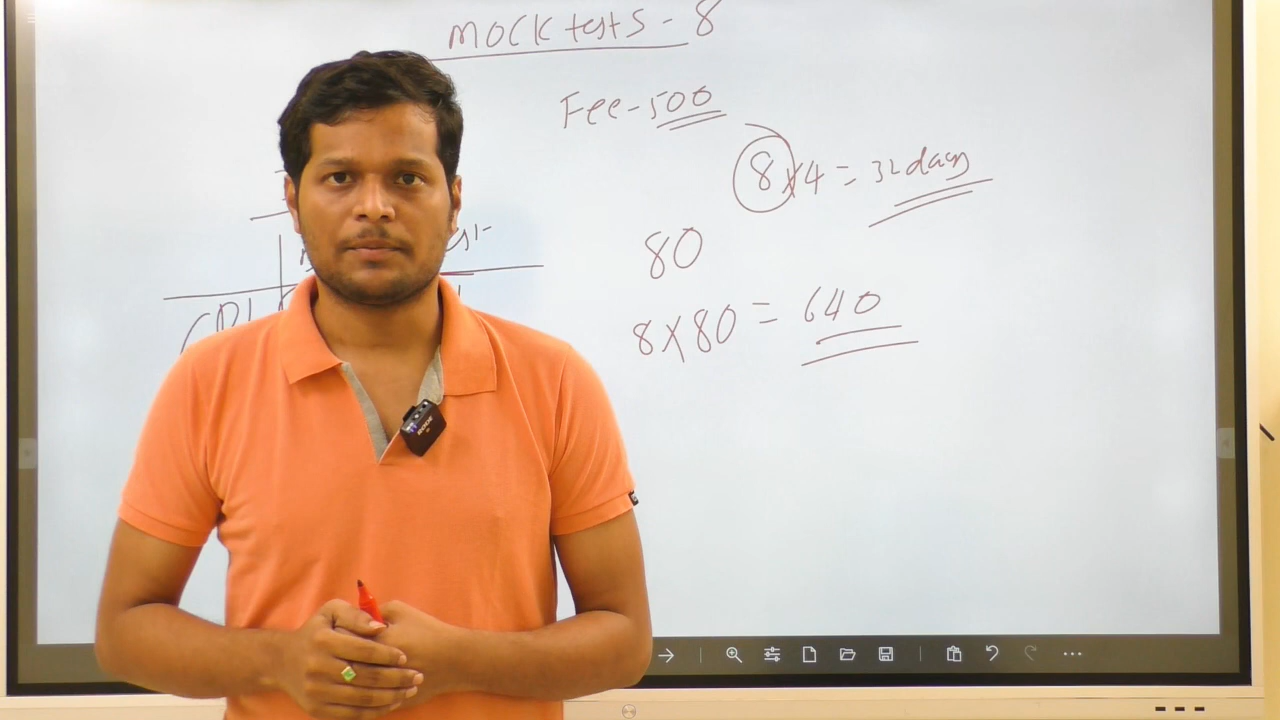 Mock tests - 8
Fee - 500
8 x 4 = 32 days
80
8 x 80 = 640